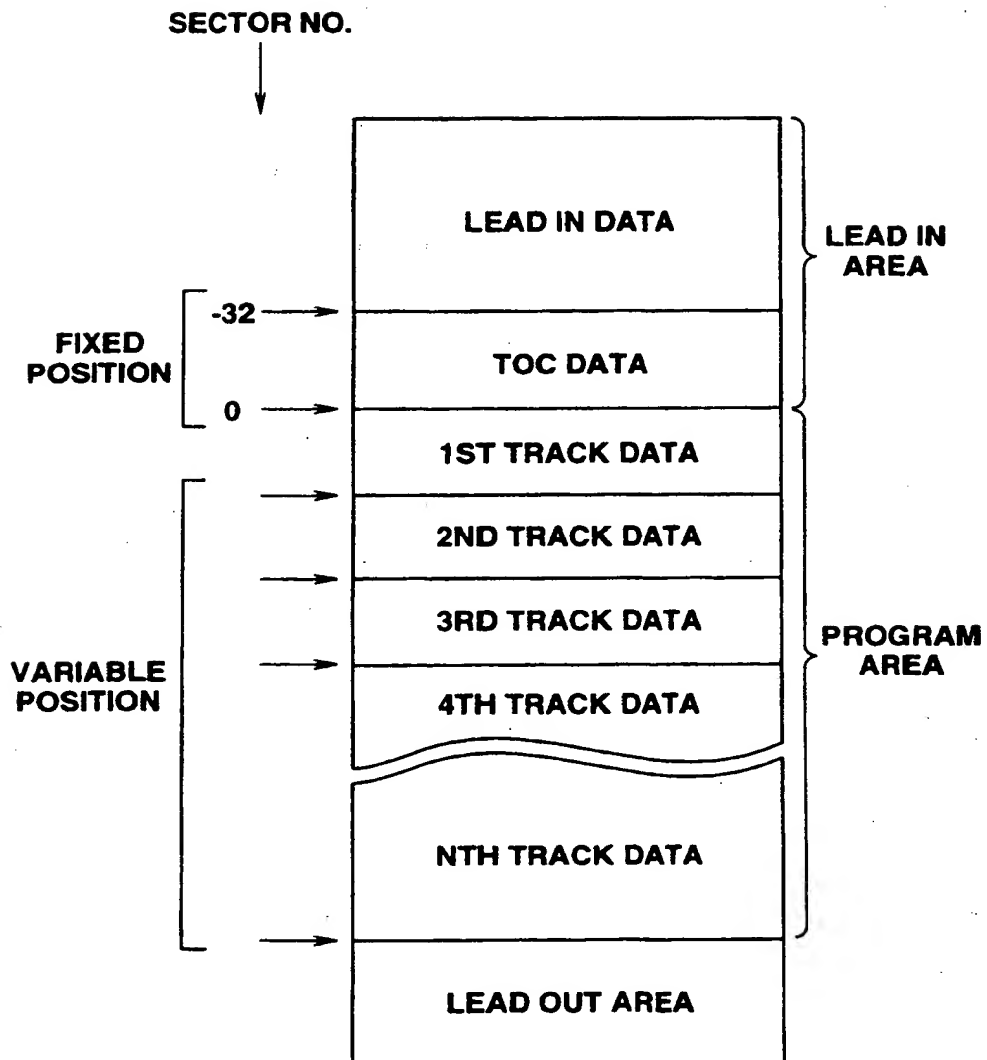 SECTOR NO.
LEAD IN DATA
LEAD IN
AREA
-32
FIXED
POSITION
TOC DATA
0
1ST TRACK DATA
2ND TRACK DATA
3RD TRACK DATA
PROGRAM
AREA
VARIABLE
POSITION
4TH TRACK DATA
NTH TRACK DATA
LEAD OUT AREA